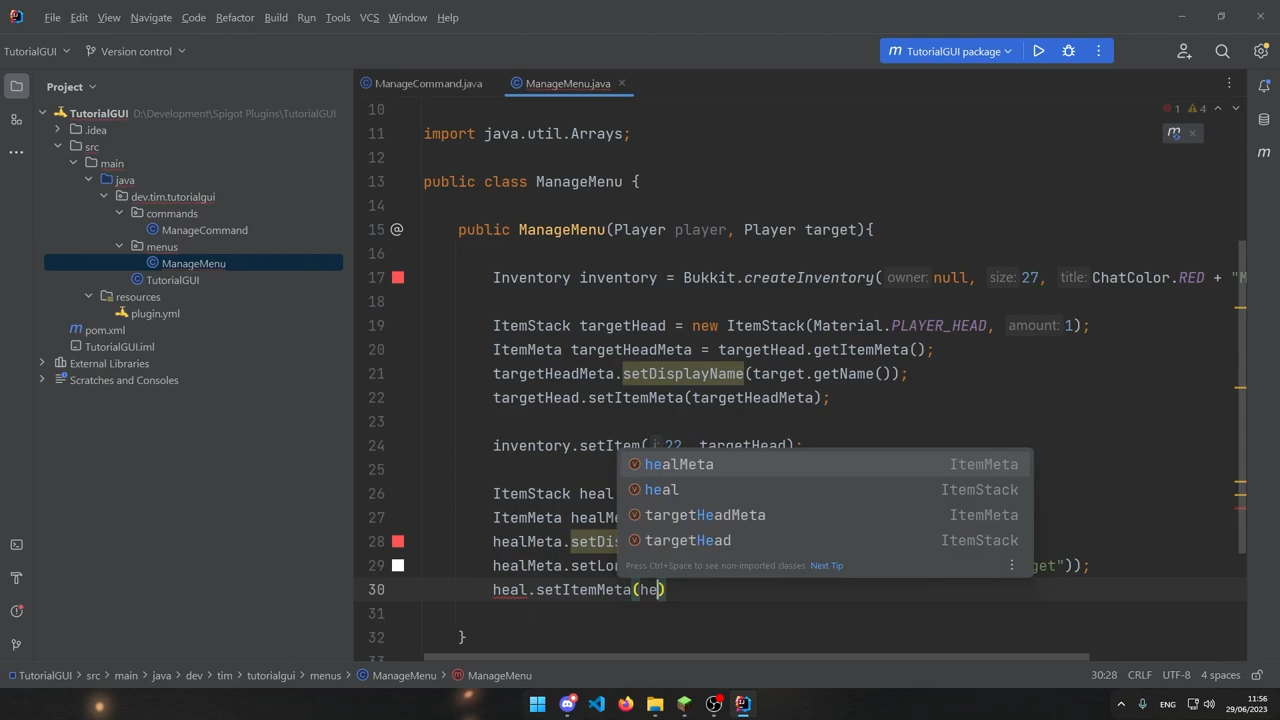 File Edit View Navigate Code Refactor Build Run Tools VCS Window Help
TutorialGUI Version control TutorialGUI package
Project
ManageCommand.java ManageMenu.java
TutorialGUI D:\Development\Spigot Plugins\TutorialGUI
.idea
src
main
java
dev.tim.tutorialgui
commands
ManageCommand
menus
ManageMenu
TutorialGUI
resources
plugin.yml
pom.xml
TutorialGUI.iml
External Libraries
Scratches and Consoles
1 4
10
11 import java.util.Arrays;
12
13 public class ManageMenu {
14
15 public ManageMenu(Player player, Player target){
16
17 Inventory inventory = Bukkit.createInventory( owner: null, size: 27, title: ChatColor.RED + "M
18
19 ItemStack targetHead = new ItemStack(Material.PLAYER_HEAD, amount: 1);
20 ItemMeta targetHeadMeta = targetHead.getItemMeta();
21 targetHeadMeta.setDisplayName(target.getName());
22 targetHead.setItemMeta(targetHeadMeta);
23
24 inventory.setItem( i: 22, targetHead);
25
26 ItemStack heal
27 ItemMeta healMe
28 healMeta.setDis
29 healMeta.setLor get"));
30 heal.setItemMeta(he)
31
32 }
33
healMeta ItemMeta
heal ItemStack
targetHeadMeta ItemMeta
targetHead ItemStack
Press Ctrl+Space to see non-imported classes Next Tip
TutorialGUI > src > main > java > dev > tim > tutorialgui > menus > ManageMenu > ManageMenu 30:28 CRLF UTF-8 4 spaces
ENG 11:56
29/06/2023